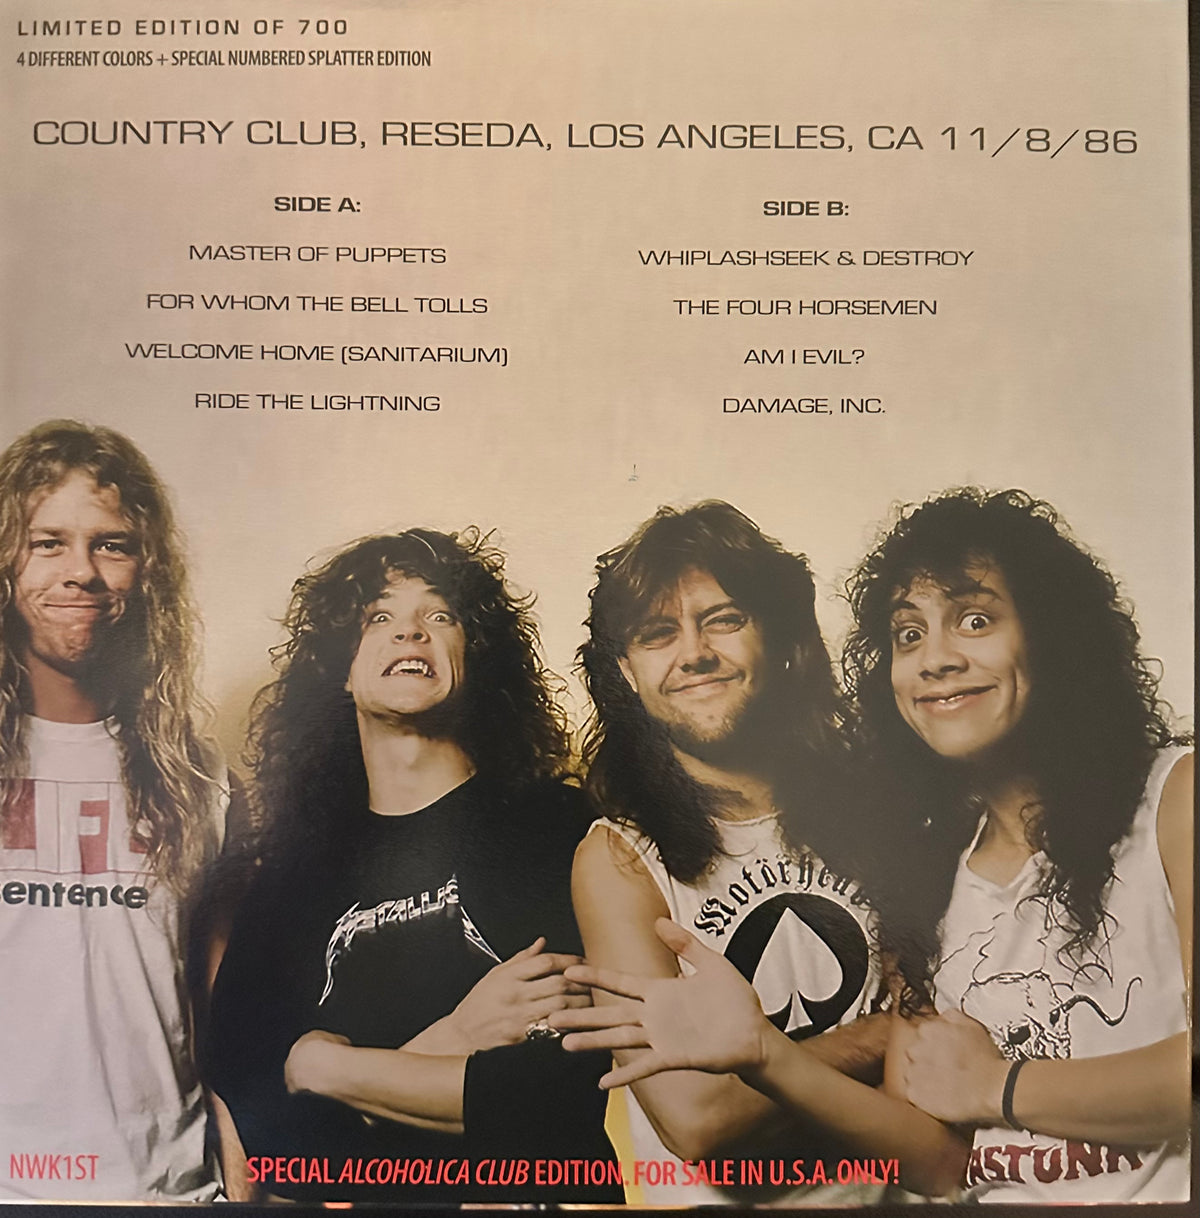 LIMITED EDITION OF 700
4 DIFFERENT COLORS + SPECIAL NUMBERED SPLATTER EDITION
COUNTRY CLUB, RESEDA, LOS ANGELES, CA 11/8/86
SIDE A:
MASTER OF PUPPETS
FOR WHOM THE BELL TOLLS
WELCOME HOME (SANITARIUM)
RIDE THE LIGHTNING
SIDE B:
WHIPLASHSEEK & DESTROY
THE FOUR HORSEMEN
AM I EVIL?
DAMAGE, INC.
sentence
METALLIC
Motörhead
NWK1ST
SPECIAL ALCOHOLICA CLUB EDITION. FOR SALE IN U.S.A. ONLY!